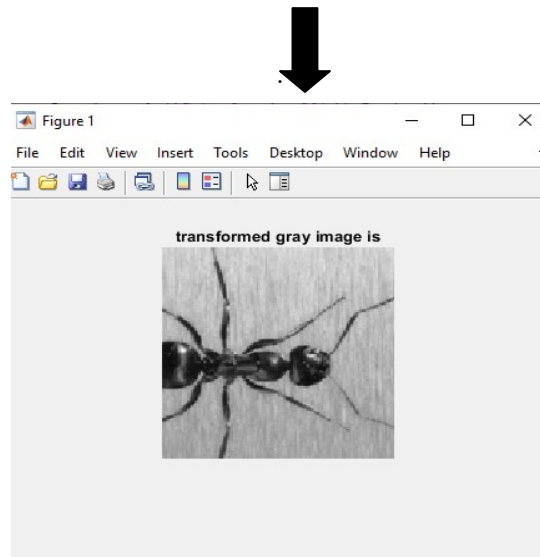 Figure 1
File Edit View Insert Tools Desktop Window Help
transformed gray image is